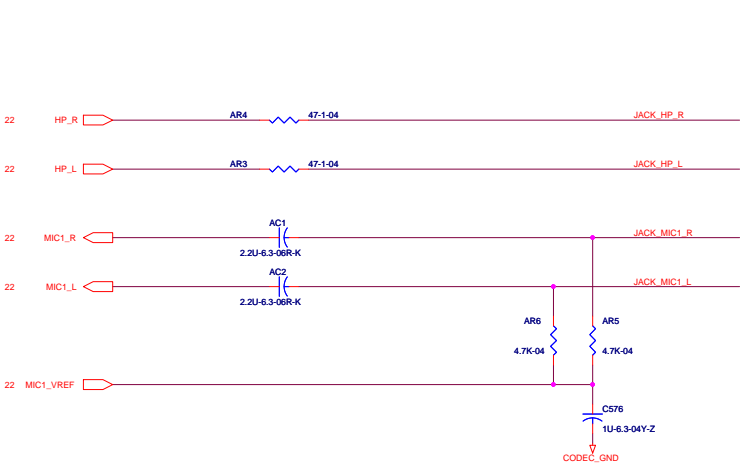 22 HP_R AR4 47-1-04 JACK_HP_R
22 HP_L AR3 47-1-04 JACK_HP_L
AC1
22 MIC1_R JACK_MIC1_R
2.2U-6.3-06R-K
AC2
22 MIC1_L JACK_MIC1_L
2.2U-6.3-06R-K
AR6 AR5
4.7K-04 4.7K-04
22 MIC1_VREF
C576
1U-6.3-04Y-Z
CODEC_GND